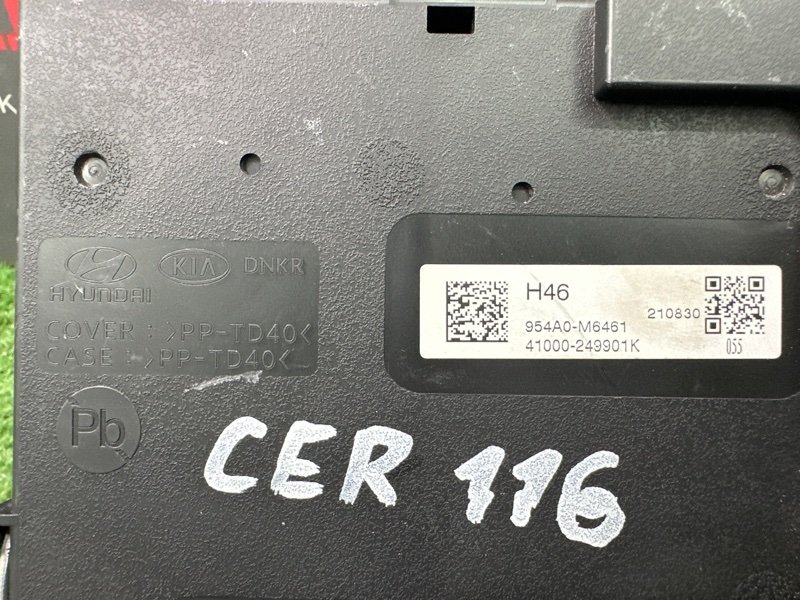 K
HYUNDAI
KIA
DNKR
COVER : >PP-TD40<
CASE : >PP-TD40<
Pb
H46
954A0-M6461
210830
41000-249901K
055
CER 116